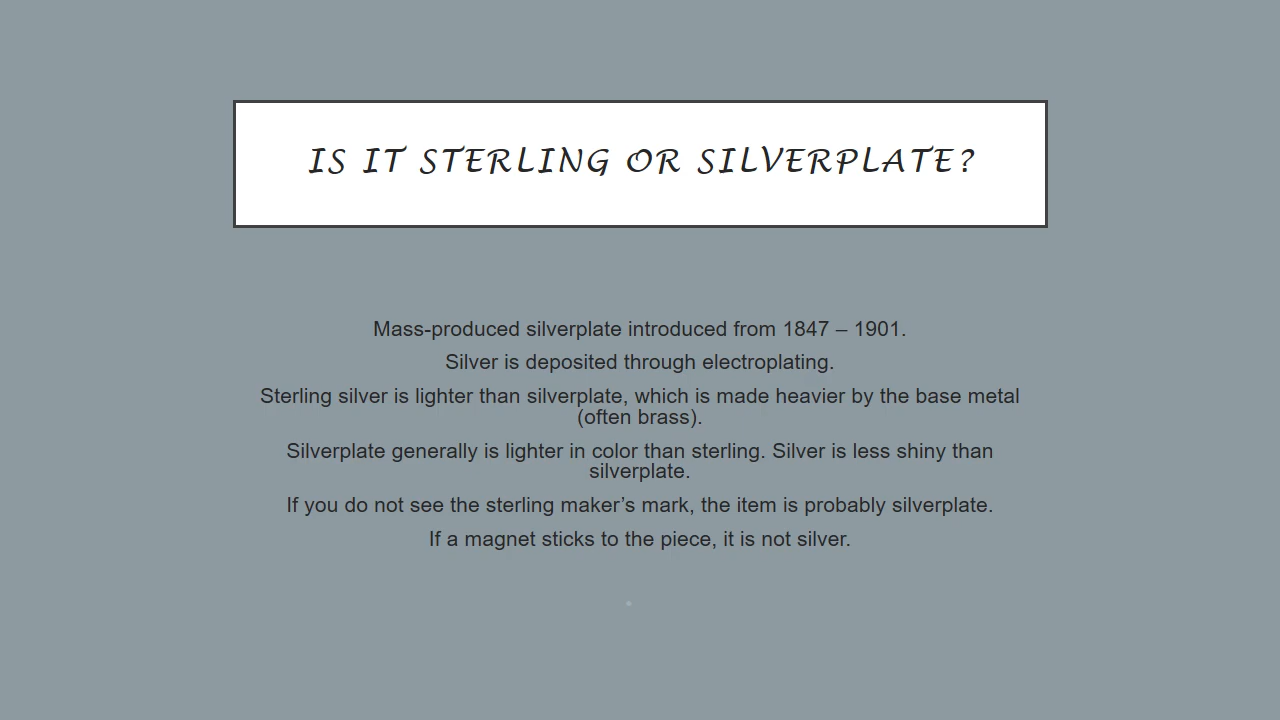 IS IT STERLING OR SILVERPLATE?
Mass-produced silverplate introduced from 1847 – 1901.
Silver is deposited through electroplating.
Sterling silver is lighter than silverplate, which is made heavier by the base metal
(often brass).
Silverplate generally is lighter in color than sterling. Silver is less shiny than
silverplate.
If you do not see the sterling maker’s mark, the item is probably silverplate.
If a magnet sticks to the piece, it is not silver.